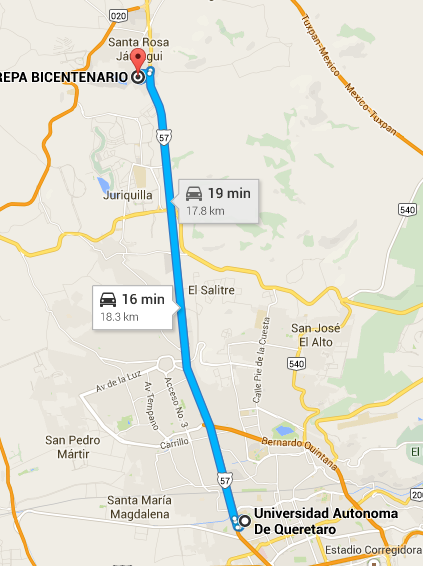 020
Tuxpan-Mexico
Mexico-Tuxpan
Santa Rosa
Jáuregui
REPA BICENTENARIO
57
Juriquilla
19 min
17.8 km
540
El Salitre
16 min
18.3 km
San José
El Alto
Calle Pie de la Cuesta
540
Av de la Luz
Acceso No. 3
Av Tempano
Carrillo
Bernardo Quintana
San Pedro
Mártir
El
57
Santa María
Magdalena
200
Universidad Autonoma
De Queretaro
Estadio Corregidora